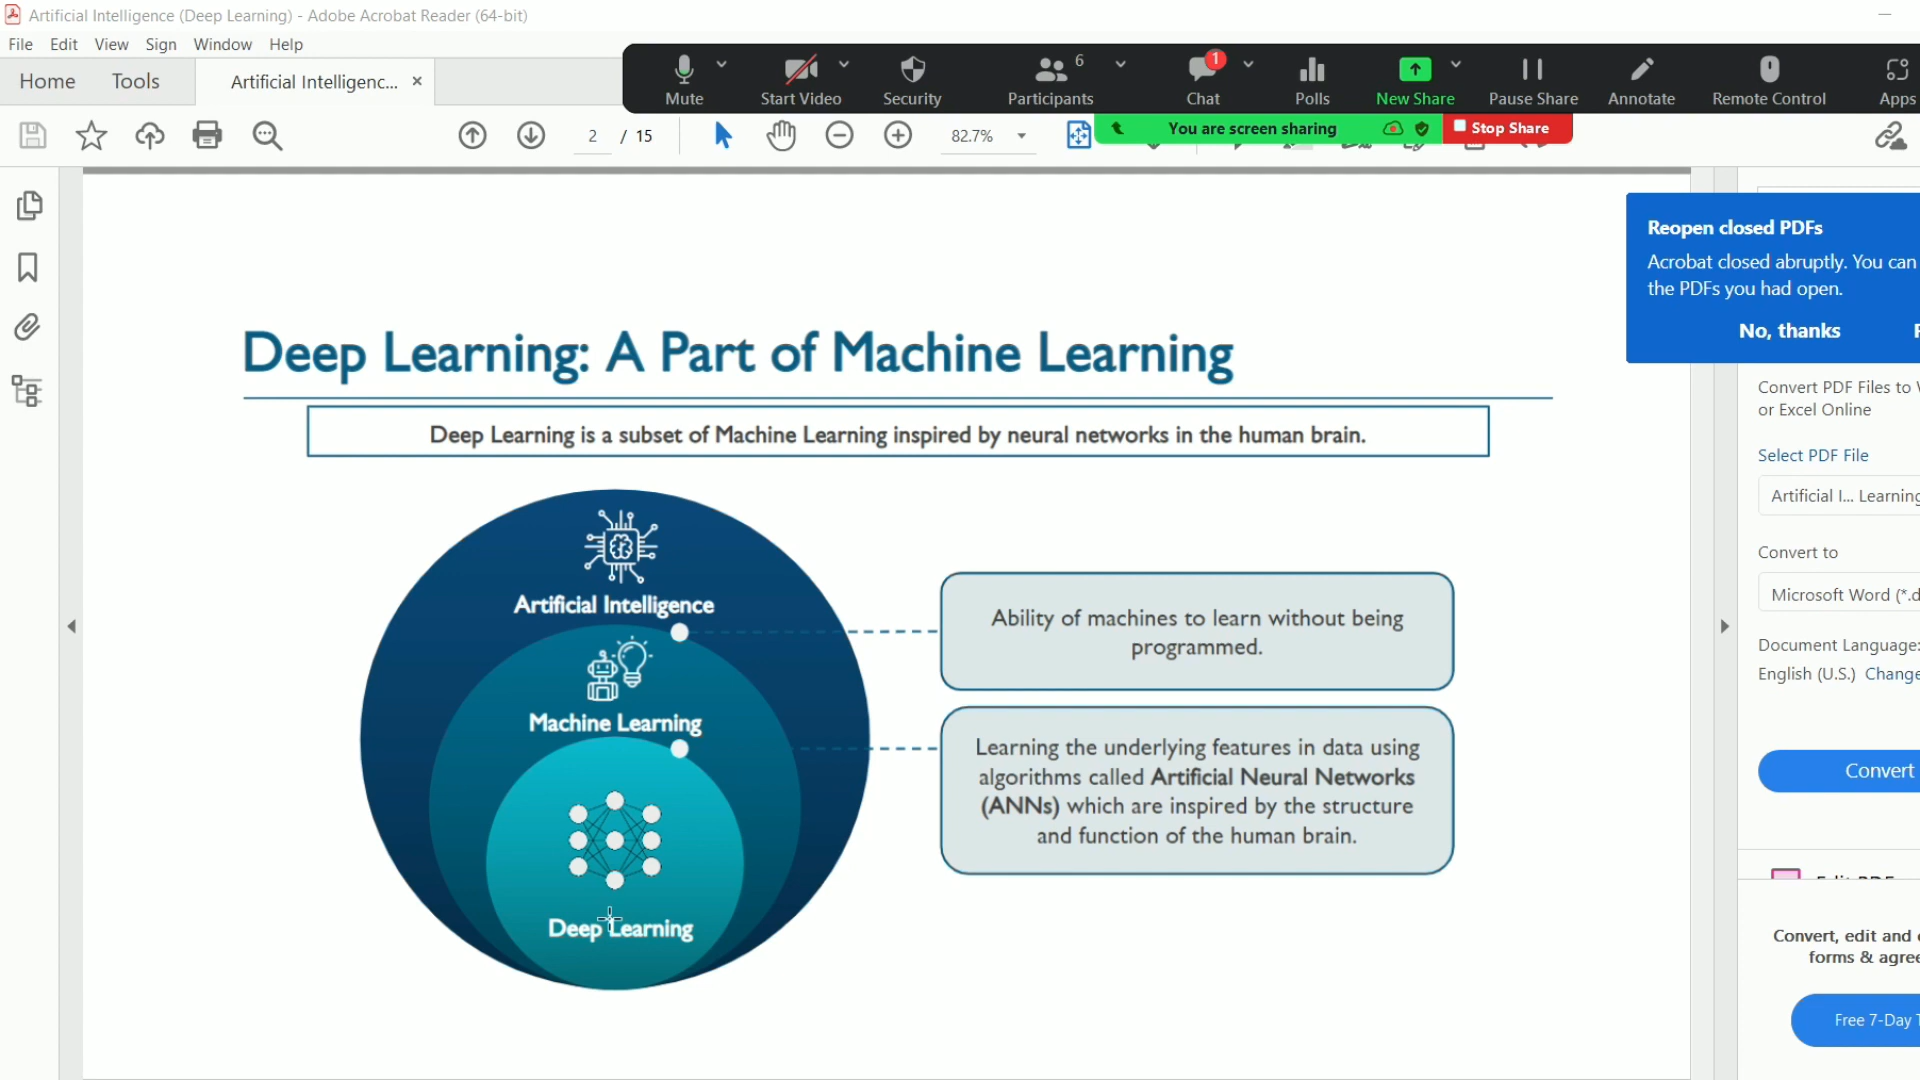 Artificial Intelligence (Deep Learning) - Adobe Acrobat Reader (64-bit)
File Edit View Sign Window Help
Home Tools Artificial Intelligenc... ×
Mute Start Video Security Participants 6 Chat 1 Polls New Share Pause Share Annotate Remote Control Apps
2 / 15 82.7%
You are screen sharing Stop Share
Reopen closed PDFs
Acrobat closed abruptly. You can
the PDFs you had open.
No, thanks
Convert PDF Files to
or Excel Online
Select PDF File
Artificial I... Learning
Convert to
Microsoft Word (*.d
Document Language:
English (U.S.) Change
Convert
Convert, edit and
forms & agree
Free 7-Day
Deep Learning: A Part of Machine Learning
Deep Learning is a subset of Machine Learning inspired by neural networks in the human brain.
Artificial Intelligence
Machine Learning
Deep Learning
Ability of machines to learn without being
programmed.
Learning the underlying features in data using
algorithms called Artificial Neural Networks
(ANNs) which are inspired by the structure
and function of the human brain.